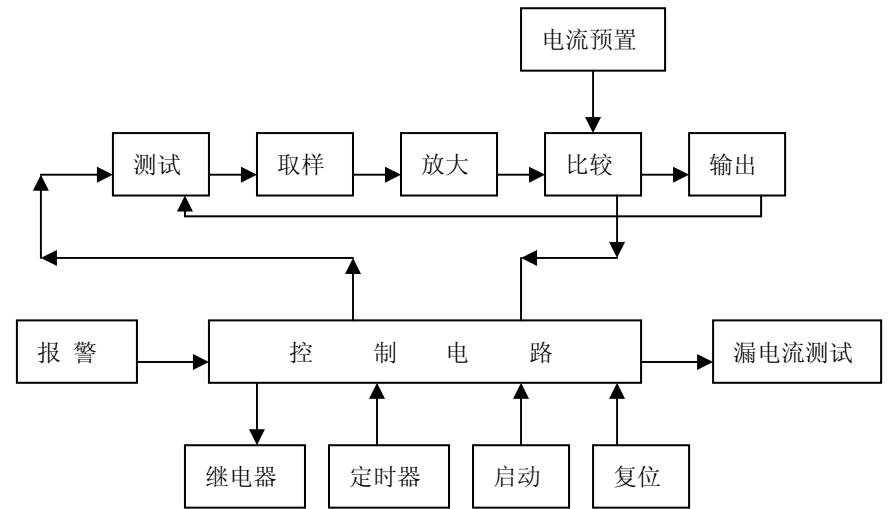 电流预置
测试
取样
放大
比较
输出
报 警
控 制 电 路
漏电流测试
继电器
定时器
启动
复位